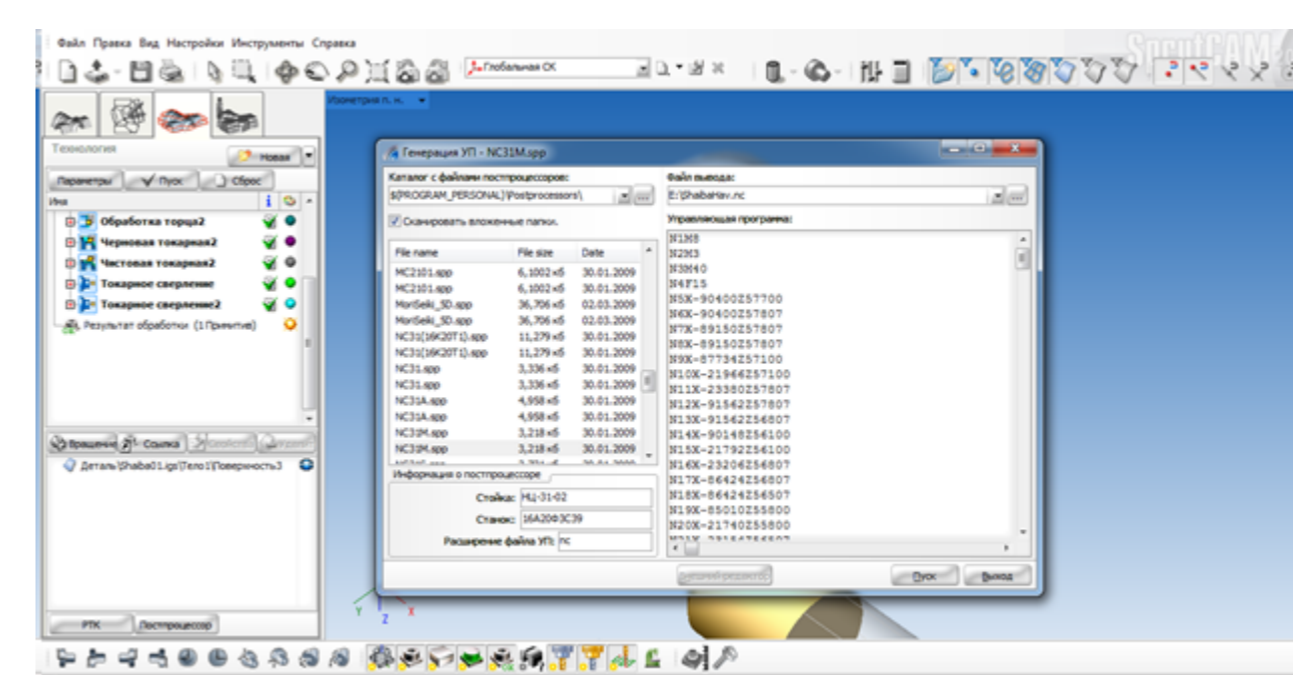 Файл Правка Вид Настройки Инструменты Справка
SprutCAM
Глобальная СК
Изометрия п. н.
Технология
Новая
Параметры Пуск Сброс
Имя
Обработка торца2
Черновая токарная2
Чистовая токарная2
Токарное сверление
Токарное сверление2
Результат обработки (1 Примитив)
Вращение Ссылка
Деталь\Shaba01.igs\Тело1\Поверхность3
РТК Постпроцессор
Генерация УП - NC31M.spp
Каталог с файлами постпроцессоров:
$(PROGRAM_PERSONAL)\Postprocessors\
Сканировать вложенные папки.
File name File size Date
MC2101.spp 6,1002 кб 30.01.2009
MC2101.spp 6,1002 кб 30.01.2009
MoriSeiki_5D.spp 36,706 кб 02.03.2009
MoriSeiki_5D.spp 36,706 кб 02.03.2009
NC31(16K20T1).spp 11,279 кб 30.01.2009
NC31(16K20T1).spp 11,279 кб 30.01.2009
NC31.spp 3,336 кб 30.01.2009
NC31.spp 3,336 кб 30.01.2009
NC31A.spp 4,958 кб 30.01.2009
NC31A.spp 4,958 кб 30.01.2009
NC31M.spp 3,218 кб 30.01.2009
NC31M.spp 3,218 кб 30.01.2009
Информация о постпроцессоре
Стойка: НЦ-31-02
Станок: 16А20Ф3С39
Расширение файла УП: nc
Файл вывода:
E:\ShabaHav.nc
Управляющая программа:
N1M8
N2M3
N3M40
N4F15
N5X-90400Z57700
N6X-90400Z57807
N7X-89150Z57807
N8X-89150Z57807
N9X-87734Z57100
N10X-21966Z57100
N11X-23380Z57807
N12X-91562Z57807
N13X-91562Z56807
N14X-90148Z56100
N15X-21792Z56100
N16X-23206Z56807
N17X-86424Z56807
N18X-86424Z56507
N19X-85010Z55800
N20X-21740Z55800
Внешний редактор Пуск Выход
Y Z X